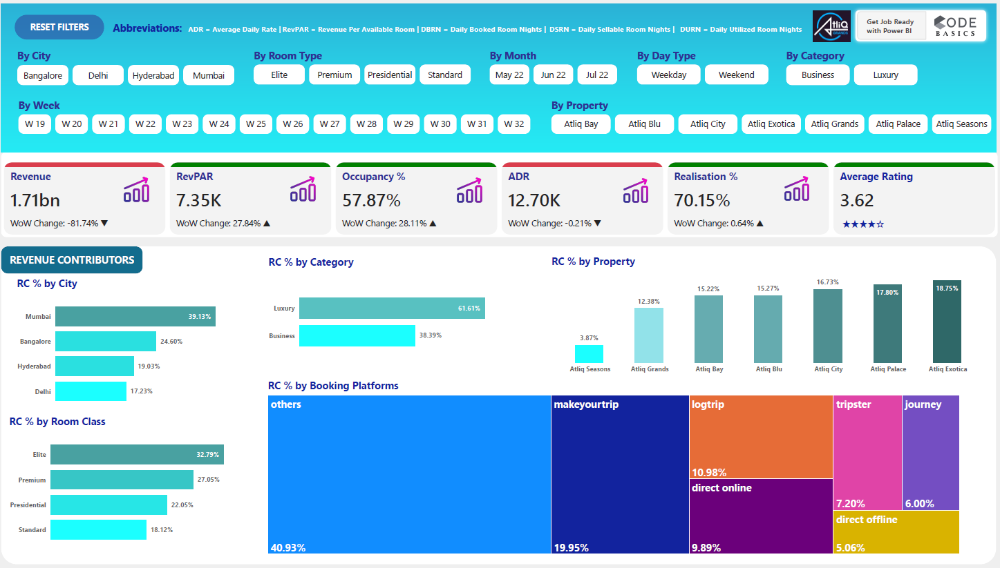 RESET FILTERS
Abbreviations: ADR = Average Daily Rate | RevPAR = Revenue Per Available Room | DBRN = Daily Booked Room Nights | DSRN = Daily Sellable Room Nights | DURN = Daily Utilized Room Nights
AtliQ
GRANDS
Get Job Ready
with Power BI
CODE
BASICS
By City
Bangalore Delhi Hyderabad Mumbai
By Room Type
Elite Premium Presidential Standard
By Month
May 22 Jun 22 Jul 22
By Day Type
Weekday Weekend
By Category
Business Luxury
By Week
W 19 W 20 W 21 W 22 W 23 W 24 W 25 W 26 W 27 W 28 W 29 W 30 W 31 W 32
By Property
Atliq Bay Atliq Blu Atliq City Atliq Exotica Atliq Grands Atliq Palace Atliq Seasons
Revenue
1.71bn
WoW Change: -81.74% ▼
RevPAR
7.35K
WoW Change: 27.84% ▲
Occupancy %
57.87%
WoW Change: 28.11% ▲
ADR
12.70K
WoW Change: -0.21% ▼
Realisation %
70.15%
WoW Change: 0.64% ▲
Average Rating
3.62
★★★★☆
REVENUE CONTRIBUTORS
RC % by City
Mumbai 39.13%
Bangalore 24.60%
Hyderabad 19.03%
Delhi 17.23%
RC % by Room Class
Elite 32.79%
Premium 27.05%
Presidential 22.05%
Standard 18.12%
RC % by Category
Luxury 61.61%
Business 38.39%
RC % by Property
3.87% 12.38% 15.22% 15.27% 16.73% 17.80% 18.75%
Atliq Seasons Atliq Grands Atliq Bay Atliq Blu Atliq City Atliq Palace Atliq Exotica
RC % by Booking Platforms
others
40.93%
makeyourtrip
19.95%
logtrip
10.98%
direct online
9.89%
tripster
7.20%
journey
6.00%
direct offline
5.06%